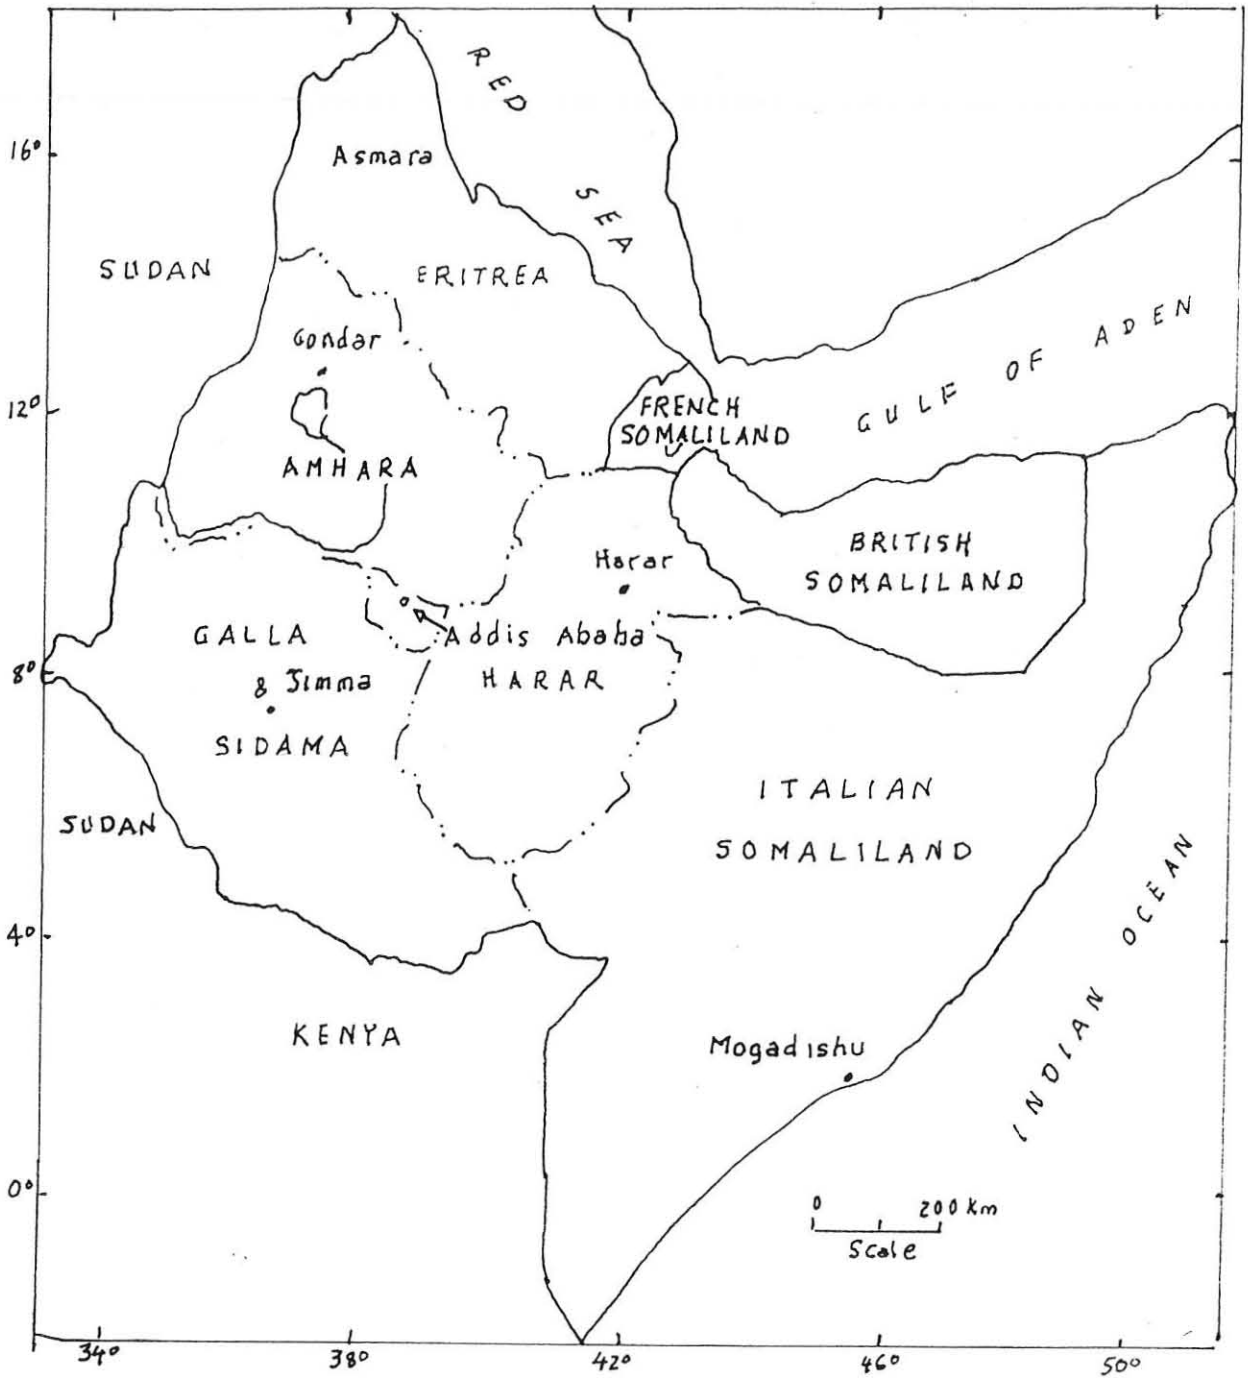 RED
SEA
16°
Asmara
SUDAN
ERITREA
Gondar
GULF OF ADEN
12°
FRENCH
SOMALILAND
AMHARA
BRITISH
SOMALILAND
Harar
GALLA
Addis Ababa
8°
& Jimma
HARAR
SIDAMA
ITALIAN
SOMALILAND
SUDAN
INDIAN OCEAN
4°
KENYA
Mogadishu
0°
0 200 Km
Scale
34° 38° 42° 46° 50°